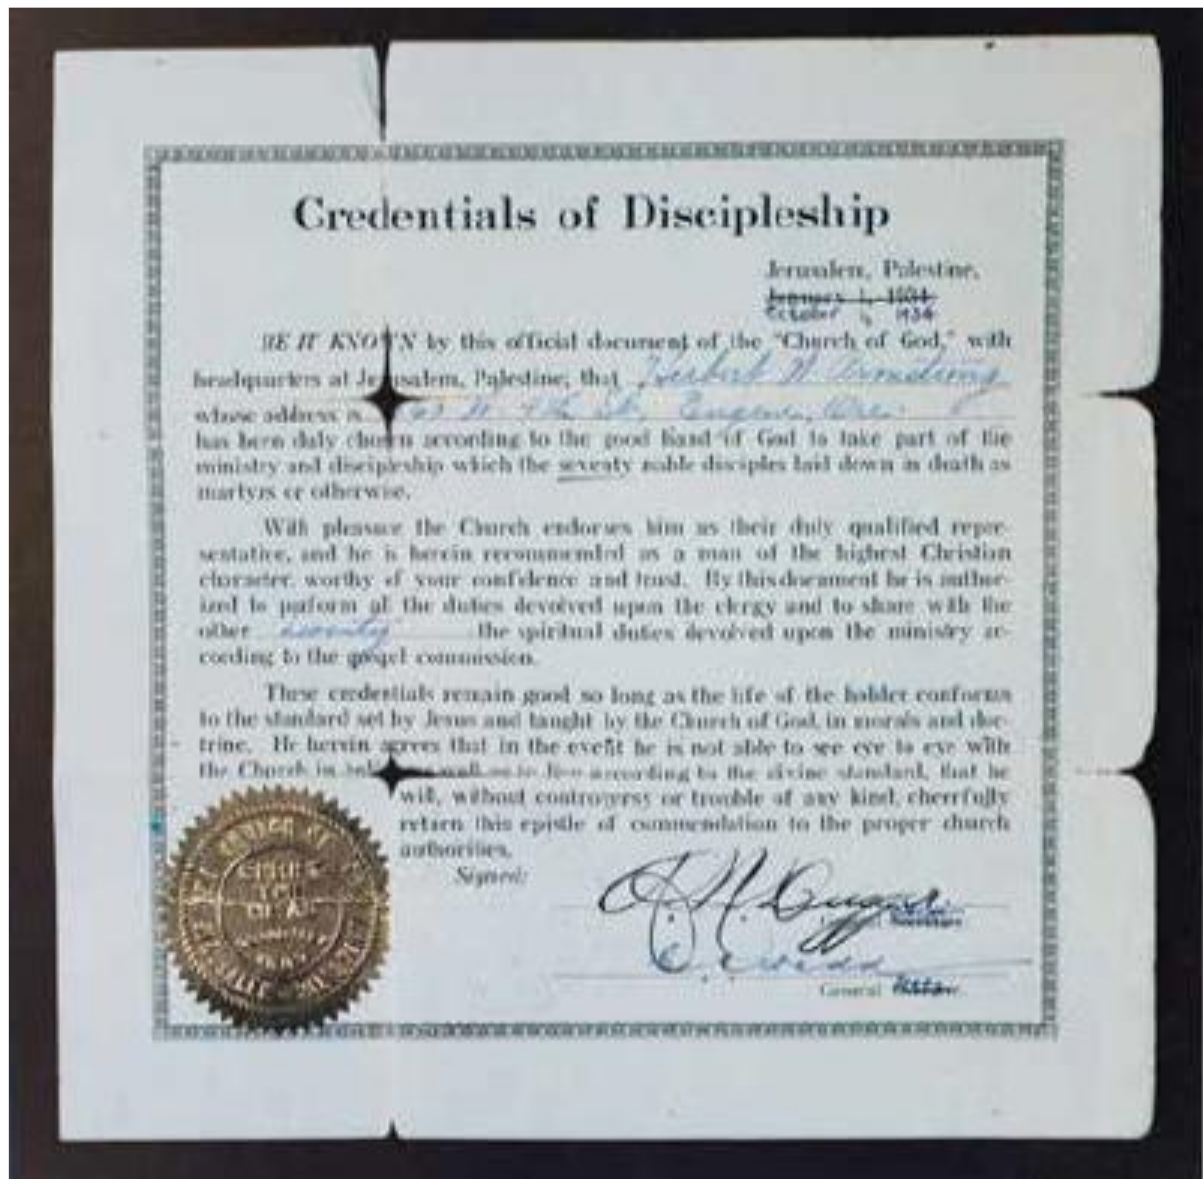 Credentials of Discipleship
Jerusalem, Palestine,
January 1, 1934
October 1, 1934
BE IT KNOWN by this official document of the "Church of God," with
headquarters at Jerusalem, Palestine, that Herbert W Armstrong
whose address is W. 4th St, Eugene, Ore.
has been duly chosen according to the good hand of God to take part of the
ministry and discipleship which the seventy noble disciples laid down in death as
martyrs or otherwise.
With pleasure the Church endorses him as their duly qualified repre-
sentative, and he is herein recommended as a man of the highest Christian
character, worthy of your confidence and trust. By this document he is author-
ized to perform all the duties devolved upon the clergy and to share with the
other seventy the spiritual duties devolved upon the ministry ac-
cording to the gospel commission.
These credentials remain good so long as the life of the holder conforms
to the standard set by Jesus and taught by the Church of God, in morals and doc-
trine. He herein agrees that in the event he is not able to see eye to eye with
the Church in well as to live according to the divine standard, that he
will, without controversy or trouble of any kind, cheerfully
return this epistle of commendation to the proper church
authorities.
Signed:
A. N. Dugger
Secretary
General